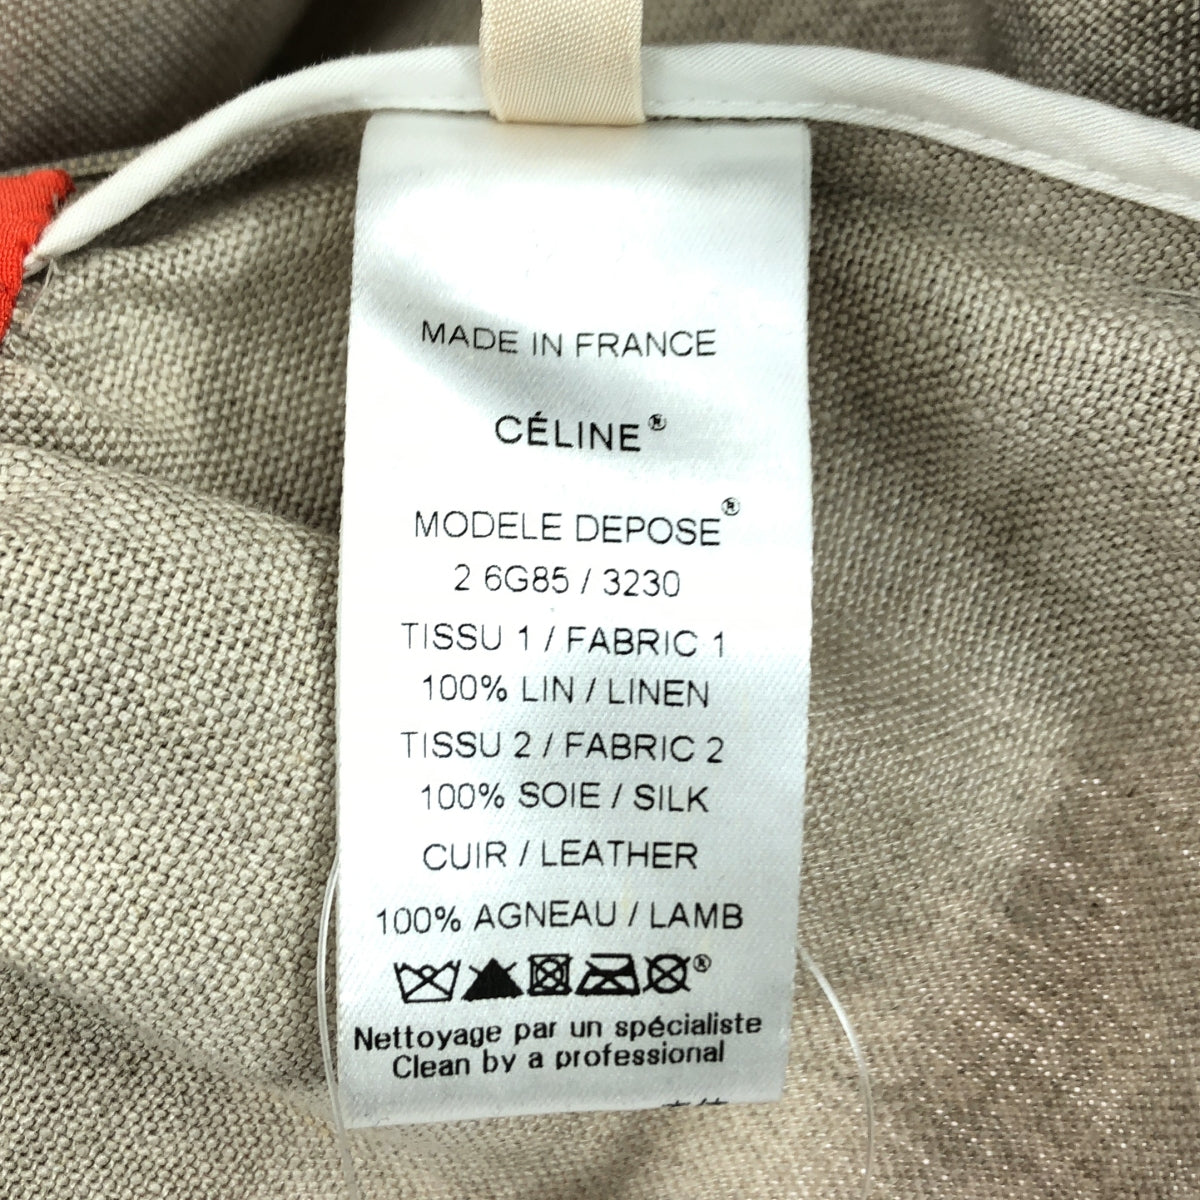 MADE IN FRANCE
CÉLINE®
MODELE DEPOSE®
2 6G85 / 3230
TISSU 1 / FABRIC 1
100% LIN / LINEN
TISSU 2 / FABRIC 2
100% SOIE / SILK
CUIR / LEATHER
100% AGNEAU / LAMB
®
Nettoyage par un spécialiste
Clean by a professional